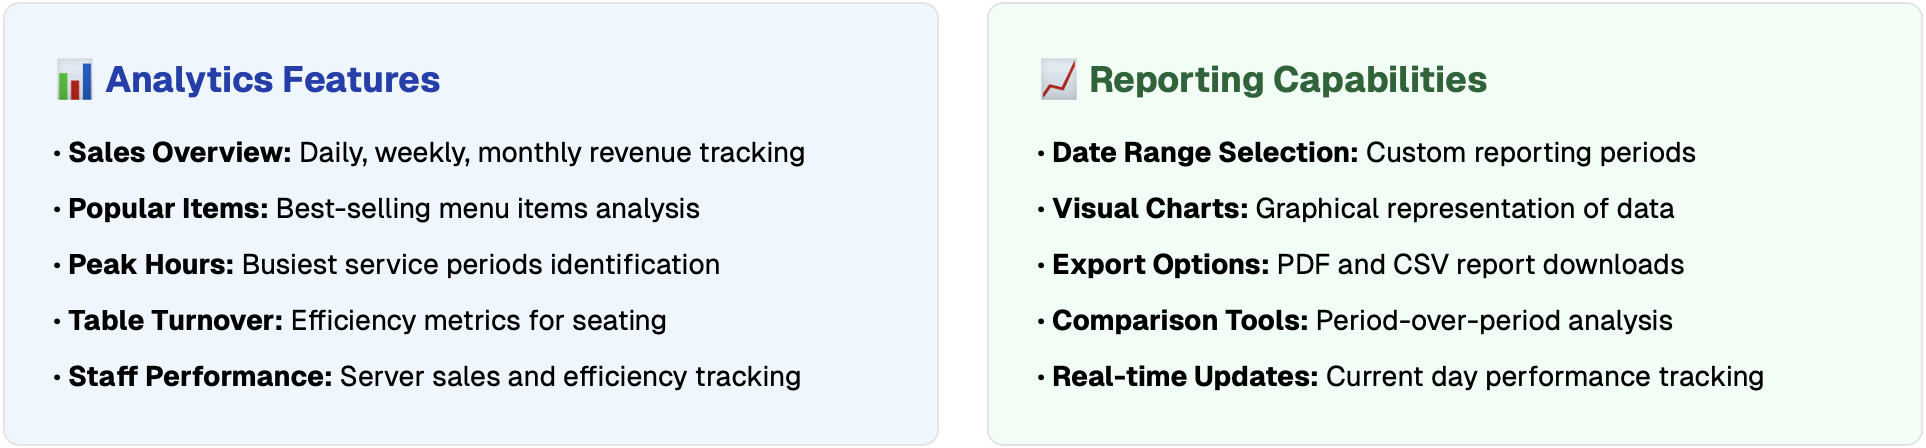 Analytics Features
• Sales Overview: Daily, weekly, monthly revenue tracking
• Popular Items: Best-selling menu items analysis
• Peak Hours: Busiest service periods identification
• Table Turnover: Efficiency metrics for seating
• Staff Performance: Server sales and efficiency tracking
Reporting Capabilities
• Date Range Selection: Custom reporting periods
• Visual Charts: Graphical representation of data
• Export Options: PDF and CSV report downloads
• Comparison Tools: Period-over-period analysis
• Real-time Updates: Current day performance tracking